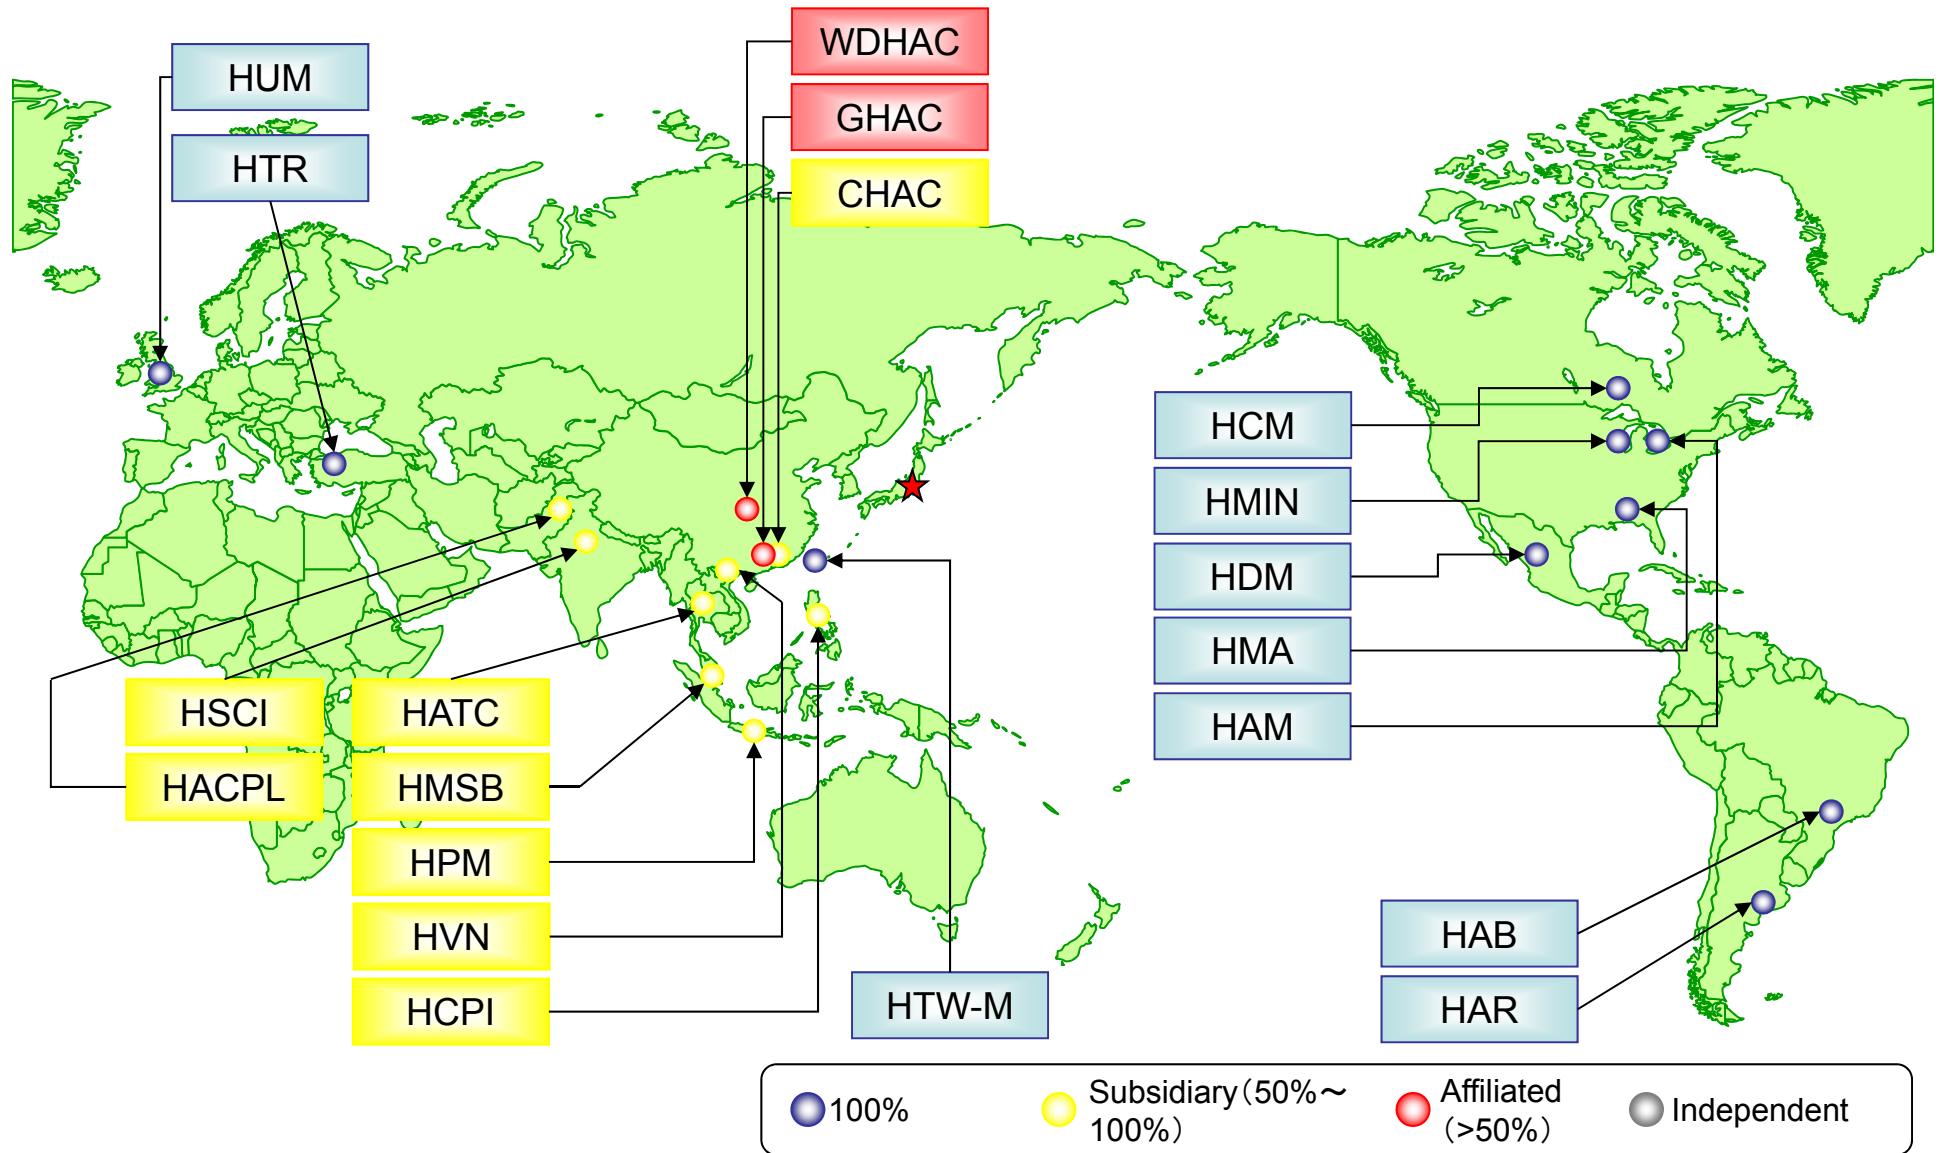 WDHAC
HUM
GHAC
HTR
CHAC
HCM
HMIN
HDM
HMA
HAM
HSCI
HATC
HACPL
HMSB
HPM
HVN
HCPI
HTW-M
HAB
HAR
100%
Subsidiary（50%～
100%）
Affiliated
（>50%）
Independent